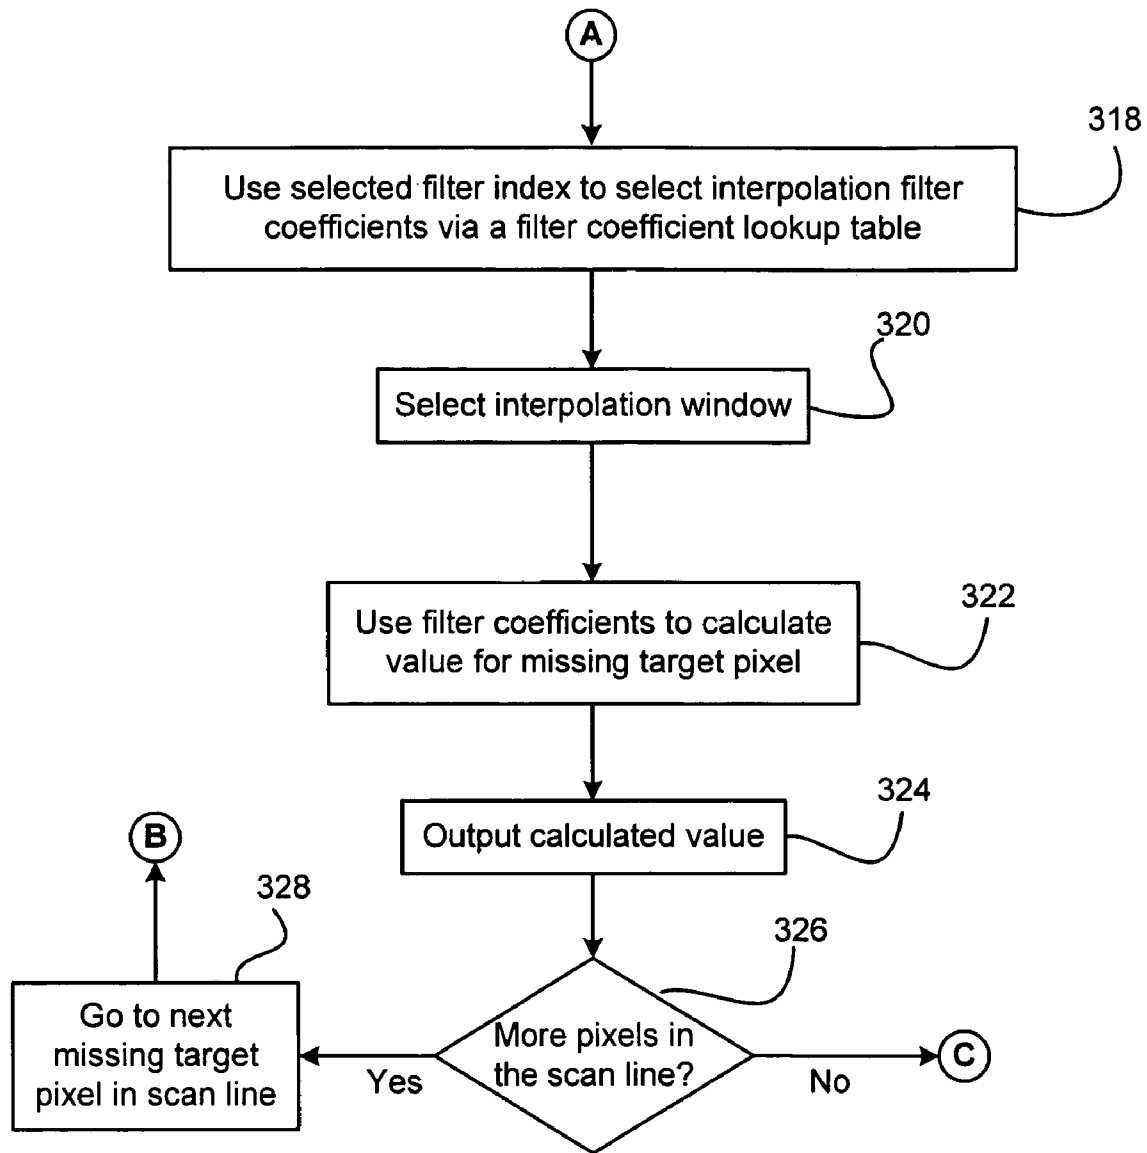 A
318
Use selected filter index to select interpolation filter
coefficients via a filter coefficient lookup table
320
Select interpolation window
322
Use filter coefficients to calculate
value for missing target pixel
324
Output calculated value
B
328
326
Go to next
missing target
pixel in scan line
Yes
More pixels in
the scan line?
No
C